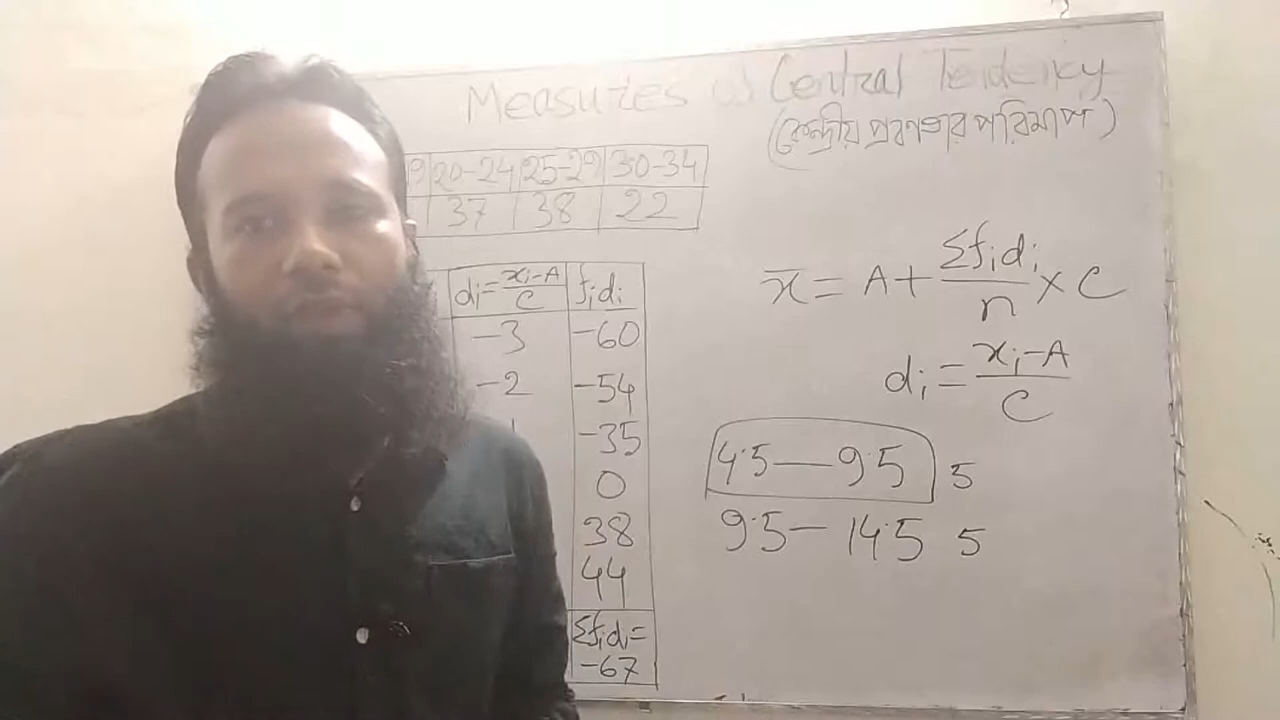 Measures of Central Tendency
(কেন্দ্রীয় প্রবণতার পরিমাপ)
19 20-24 25-29 30-34
37 38 22
dᵢ = (xᵢ-A)/C fᵢdᵢ
-3 -60
-2 -54
-35
0
38
44
Σfᵢdᵢ=
-67
x̄ = A + Σfᵢdᵢ/n × C
dᵢ = (xᵢ-A)/C
4.5 — 9.5 5
9.5 — 14.5 5